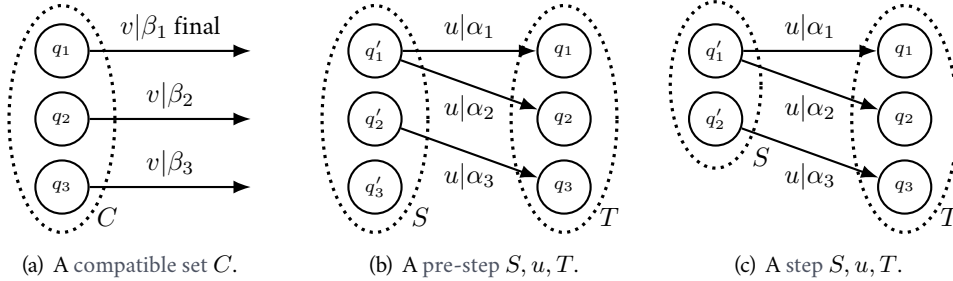 v|β₁ final
v|β₂
v|β₃
q₁
q₂
q₃
C
(a) A compatible set C.
u|α₁
u|α₂
u|α₃
q′₁
q′₂
q′₃
q₁
q₂
q₃
S
T
(b) A pre-step S, u, T.
u|α₁
u|α₂
u|α₃
q′₁
q′₂
q₁
q₂
q₃
S
T
(c) A step S, u, T.